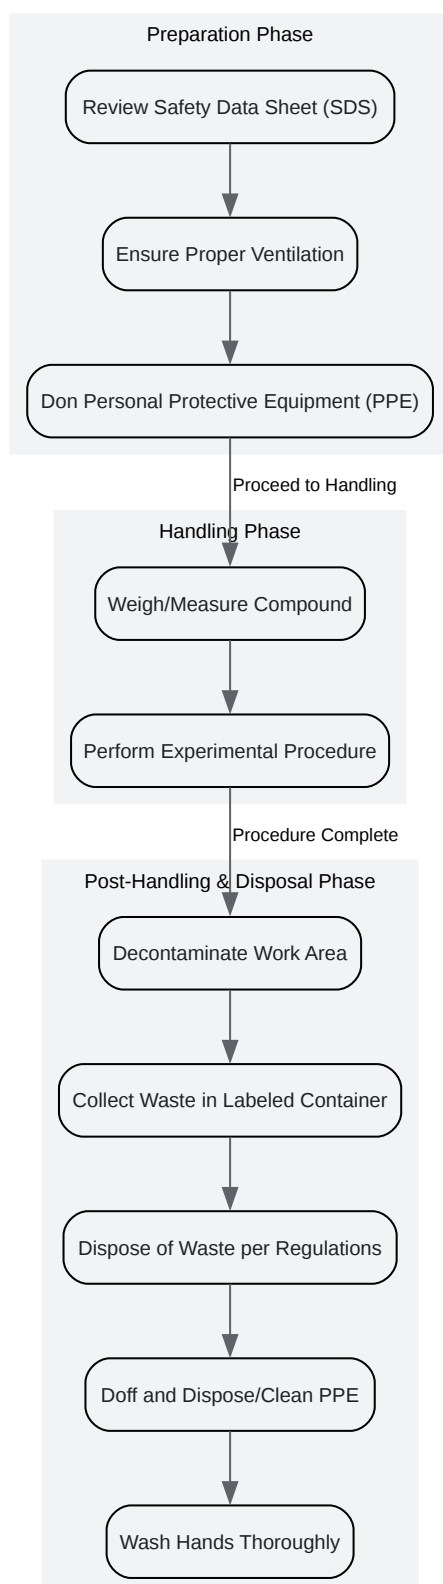 Preparation Phase
Review Safety Data Sheet (SDS)
Ensure Proper Ventilation
Don Personal Protective Equipment (PPE)
Proceed to Handling
Handling Phase
Weigh/Measure Compound
Perform Experimental Procedure
Procedure Complete
Post-Handling & Disposal Phase
Decontaminate Work Area
Collect Waste in Labeled Container
Dispose of Waste per Regulations
Doff and Dispose/Clean PPE
Wash Hands Thoroughly